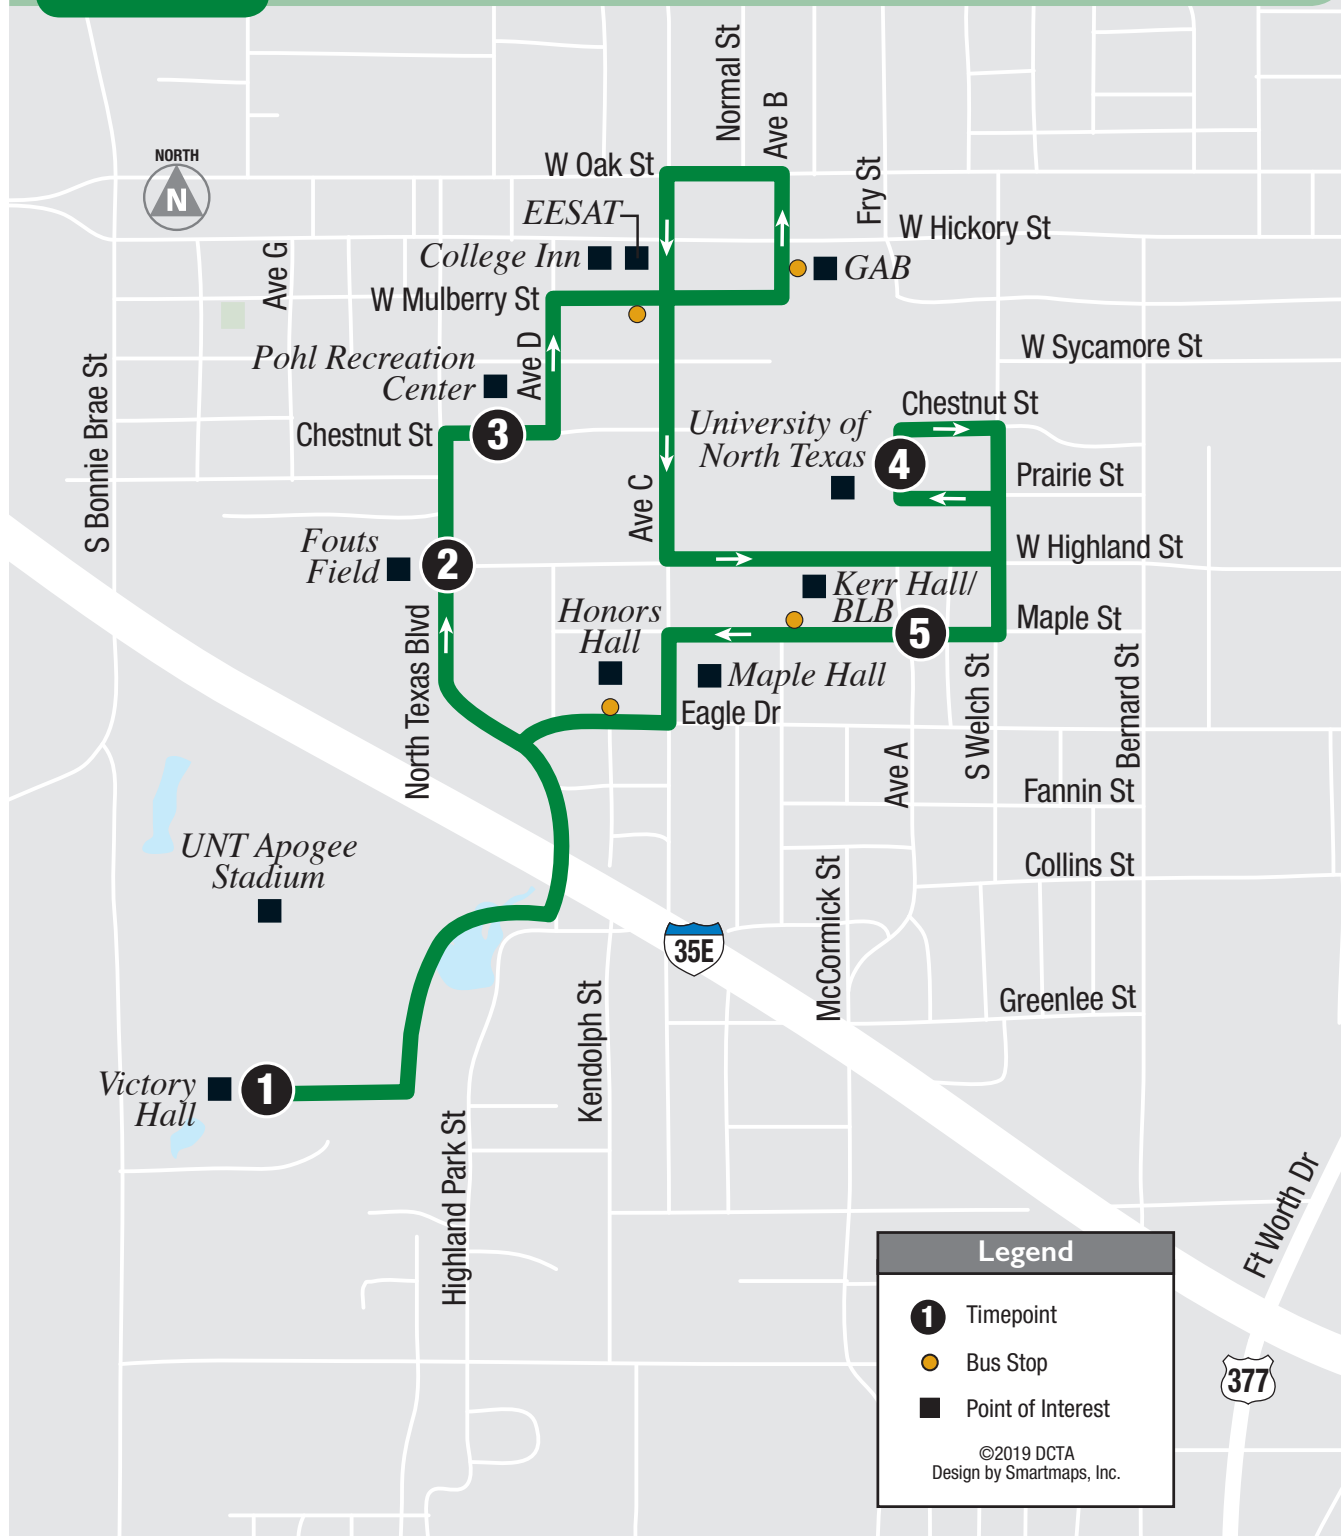 Normal St
Ave B
NORTH
N
W Oak St
Fry St
EESAT
W Hickory St
College Inn
GAB
Ave G
W Mulberry St
Ave D
W Sycamore St
Pohl Recreation
Center
S Bonnie Brae St
Chestnut St
3
Chestnut St
University of
North Texas
4
Prairie St
Ave C
Fouts
Field
2
W Highland St
Kerr Hall/
BLB
Honors
Hall
5
Maple St
North Texas Blvd
Maple Hall
Eagle Dr
S Welch St
Bernard St
Ave A
Fannin St
UNT Apogee
Stadium
Collins St
McCormick St
35E
Greenlee St
Kendolph St
Victory
Hall
1
Highland Park St
Ft Worth Dr
Legend
1
Timepoint
Bus Stop
Point of Interest
377
©2019 DCTA
Design by Smartmaps, Inc.